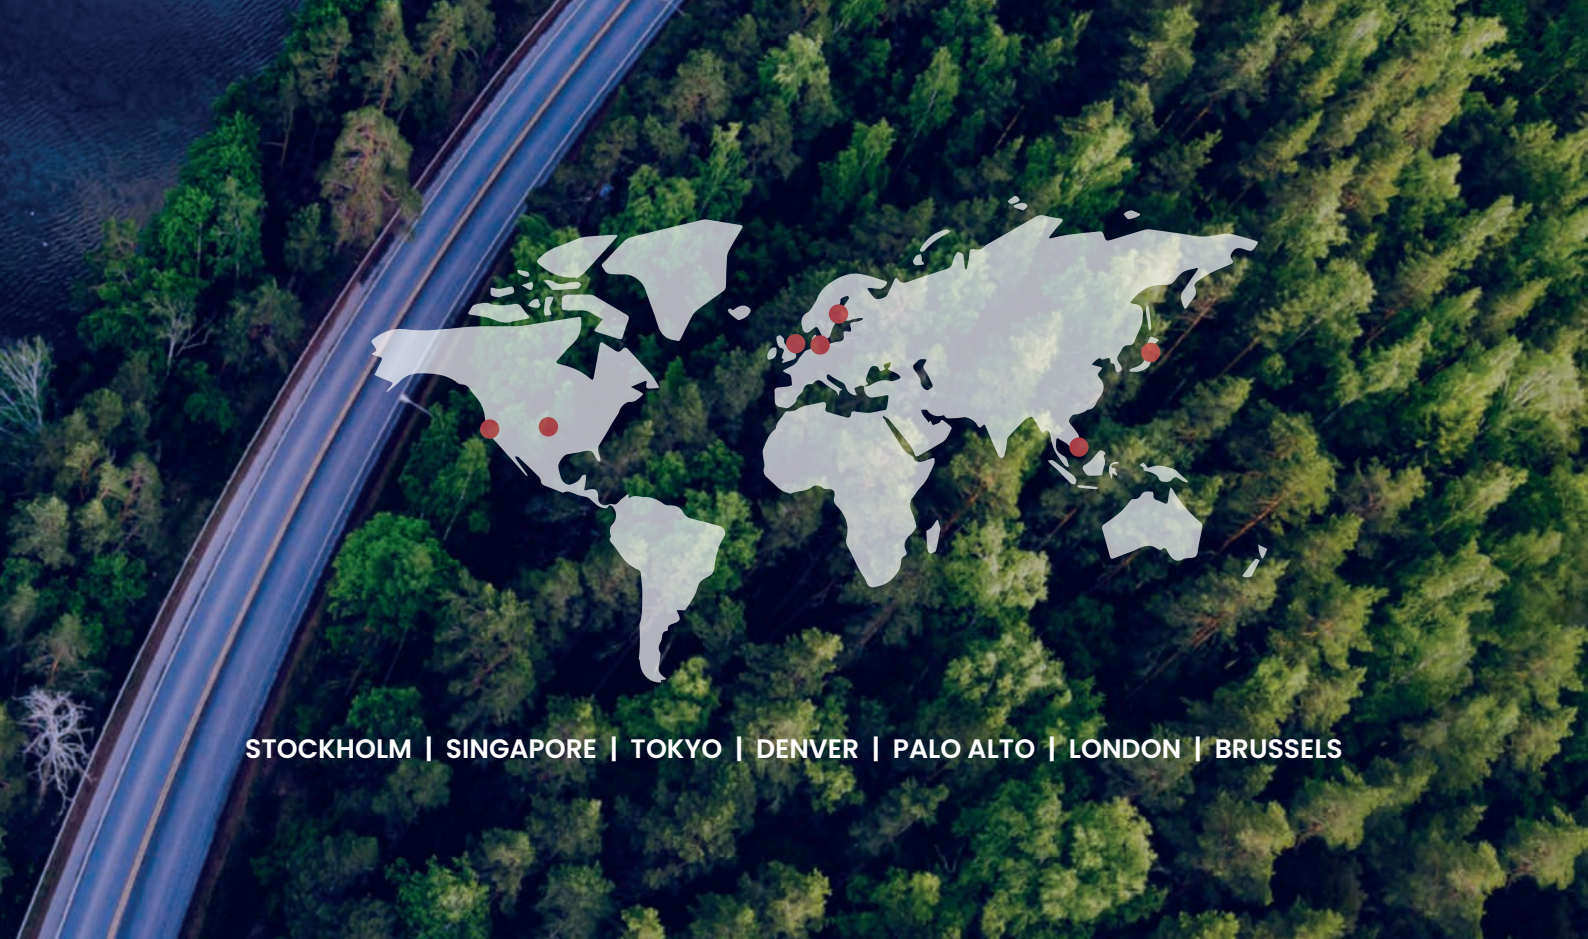 STOCKHOLM | SINGAPORE | TOKYO | DENVER | PALO ALTO | LONDON | BRUSSELS